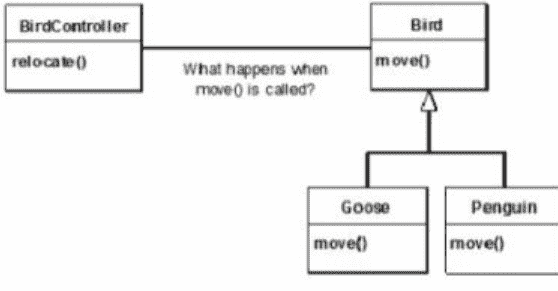 BirdController
relocate()
What happens when
move() is called?
Bird
move()
Goose
move()
Penguin
move()